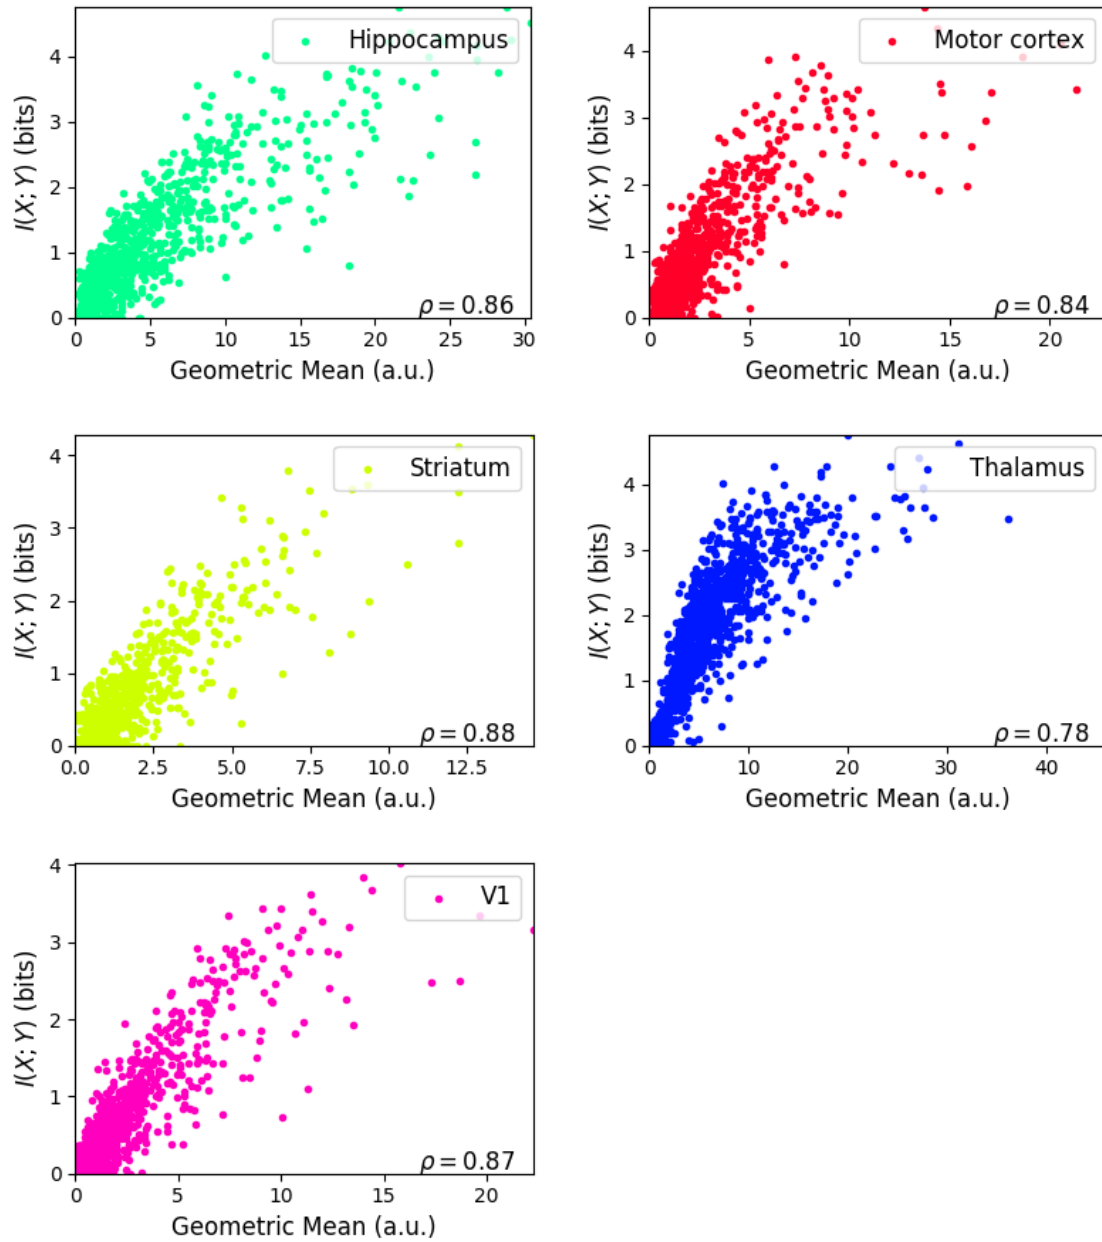 Hippocampus
I(X; Y) (bits)
4
3
2
1
0
ρ = 0.86
0 5 10 15 20 25 30
Geometric Mean (a.u.)
Motor cortex
I(X; Y) (bits)
4
3
2
1
0
ρ = 0.84
0 5 10 15 20
Geometric Mean (a.u.)
Striatum
I(X; Y) (bits)
4
3
2
1
0
ρ = 0.88
0.0 2.5 5.0 7.5 10.0 12.5
Geometric Mean (a.u.)
Thalamus
I(X; Y) (bits)
4
3
2
1
0
ρ = 0.78
0 10 20 30 40
Geometric Mean (a.u.)
V1
I(X; Y) (bits)
4
3
2
1
0
ρ = 0.87
0 5 10 15 20
Geometric Mean (a.u.)